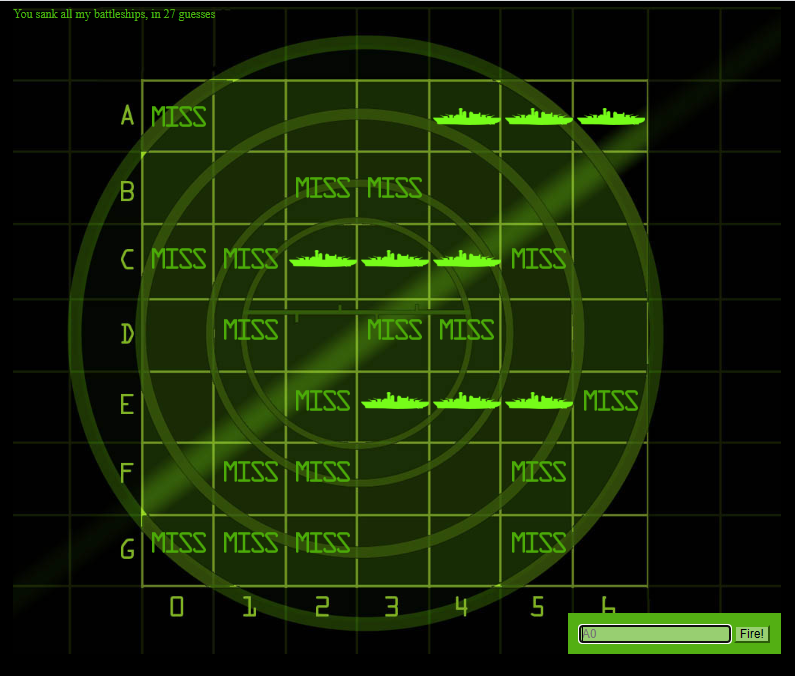 You sank all my battleships, in 27 guesses
A MISS
B MISS MISS
C MISS MISS MISS
D MISS MISS MISS
E MISS MISS
F MISS MISS MISS
G MISS MISS MISS MISS
0 1 2 3 4 5 6
A0 Fire!